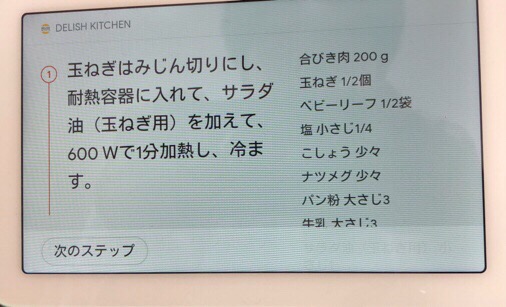 DELISH KITCHEN
1
玉ねぎはみじん切りにし、
耐熱容器に入れて、サラダ
油（玉ねぎ用）を加えて、
600 Wで1分加熱し、冷ま
す。
次のステップ
合びき肉 200 g
玉ねぎ 1/2個
ベビーリーフ 1/2袋
塩 小さじ1/4
こしょう 少々
ナツメグ 少々
パン粉 大さじ3
牛乳 大さじ3